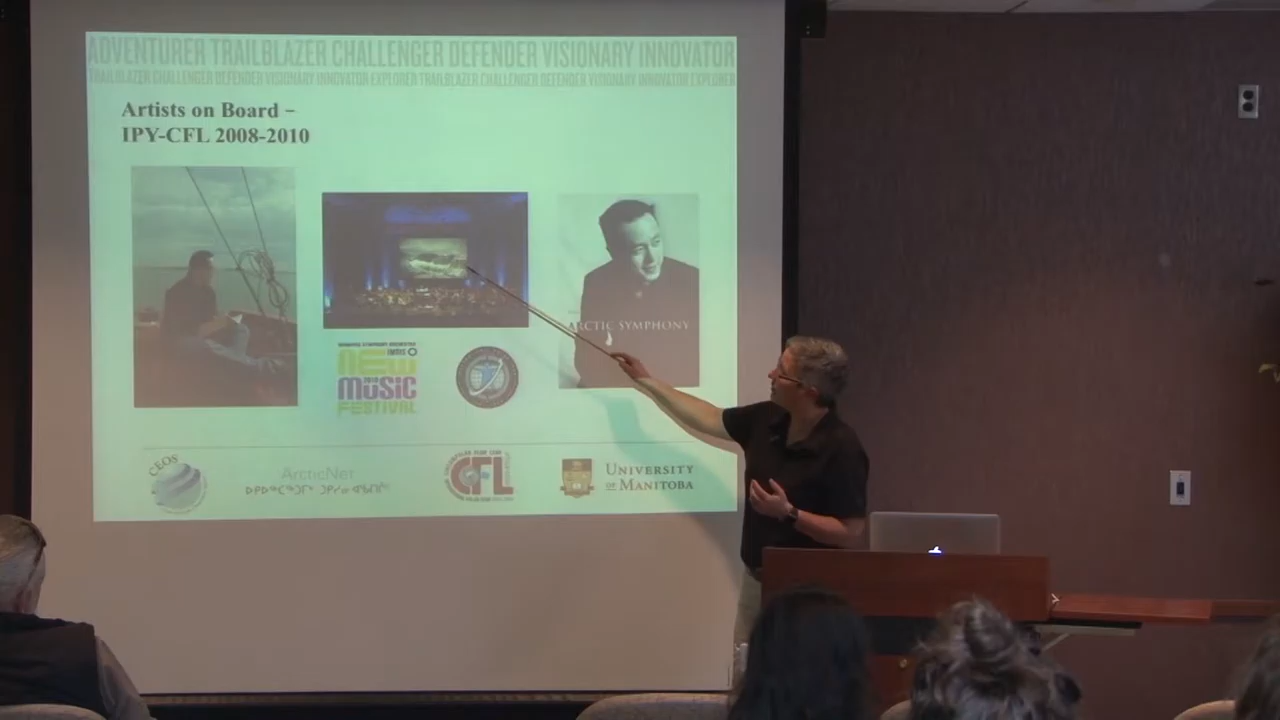 ADVENTURER TRAILBLAZER CHALLENGER DEFENDER VISIONARY INNOVATOR
TRAILBLAZER CHALLENGER DEFENDER VISIONARY INNOVATOR EXPLORER TRAILBLAZER CHALLENGER DEFENDER VISIONARY INNOVATOR EXPLORER
Artists on Board –
IPY-CFL 2008-2010
ARCTIC SYMPHONY
NEW
MUSIC
FESTIVAL
CEOS
ArcticNet
CFL
UNIVERSITY
OF MANITOBA